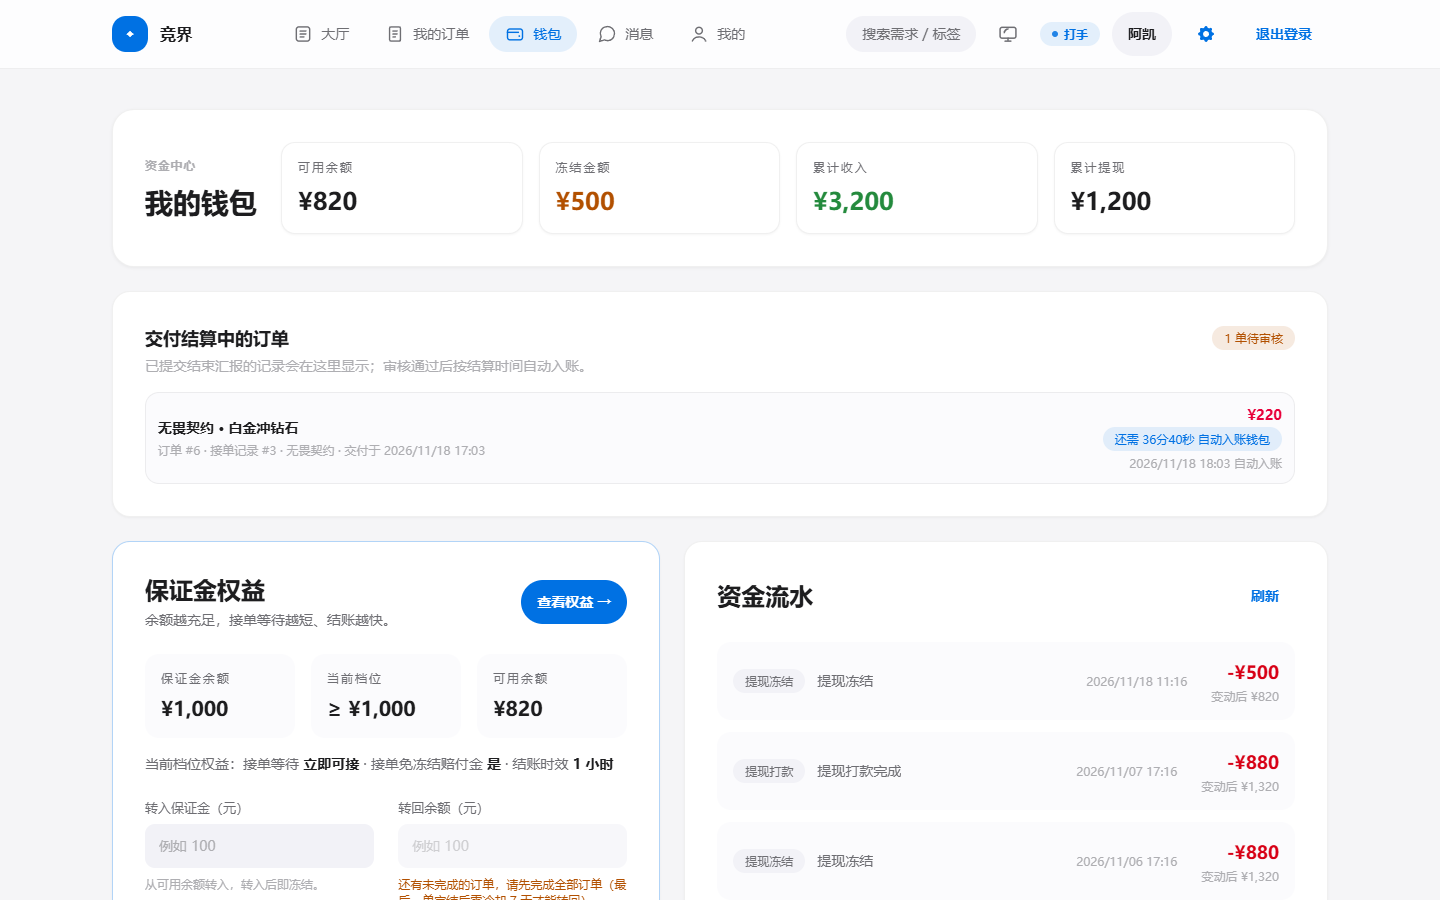 竞界
大厅
我的订单
钱包
消息
我的
搜索需求 / 标签
打手
阿凯
退出登录
资金中心
我的钱包
可用余额
¥820
冻结金额
¥500
累计收入
¥3,200
累计提现
¥1,200
交付结算中的订单
1 单待审核
已提交结束汇报的记录会在这里显示；审核通过后按结算时间自动入账。
无畏契约 • 白金冲钻石
订单 #6 · 接单记录 #3 · 无畏契约 · 交付于 2026/11/18 17:03
¥220
还需 36分40秒 自动入账钱包
2026/11/18 18:03 自动入账
保证金权益
余额越充足，接单等待越短、结账越快。
查看权益 →
保证金余额
¥1,000
当前档位
≥ ¥1,000
可用余额
¥820
当前档位权益：接单等待 立即可接 · 接单免冻结赔付金 是 · 结账时效 1 小时
转入保证金（元）
例如 100
从可用余额转入，转入后即冻结。
转回余额（元）
例如 100
还有未完成的订单，请先完成全部订单（最
后一单完结后需冷却 7 天才能转回）
资金流水
刷新
提现冻结
提现冻结
2026/11/18 11:16
-¥500
变动后 ¥820
提现打款
提现打款完成
2026/11/07 17:16
-¥880
变动后 ¥1,320
提现冻结
提现冻结
2026/11/06 17:16
-¥880
变动后 ¥1,320